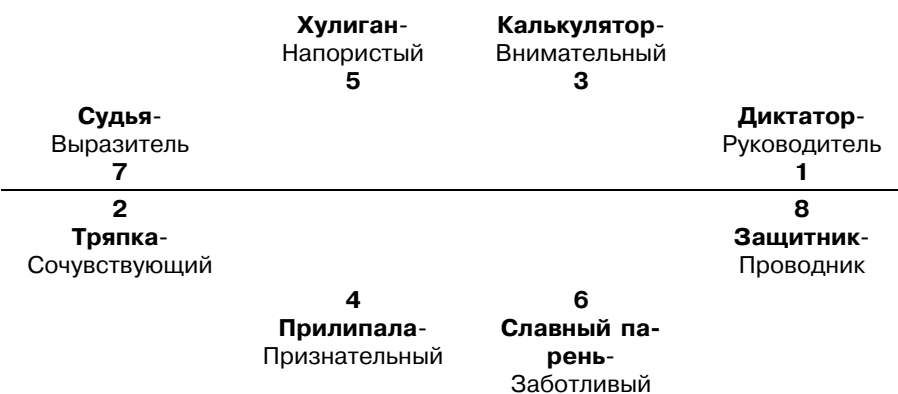 Хулиган-
Напористый
5
Калькулятор-
Внимательный
3
Судья-
Выразитель
7
Диктатор-
Руководитель
1
2
Тряпка-
Сочувствующий
8
Защитник-
Проводник
4
Прилипала-
Признательный
6
Славный па-
рень-
Заботливый